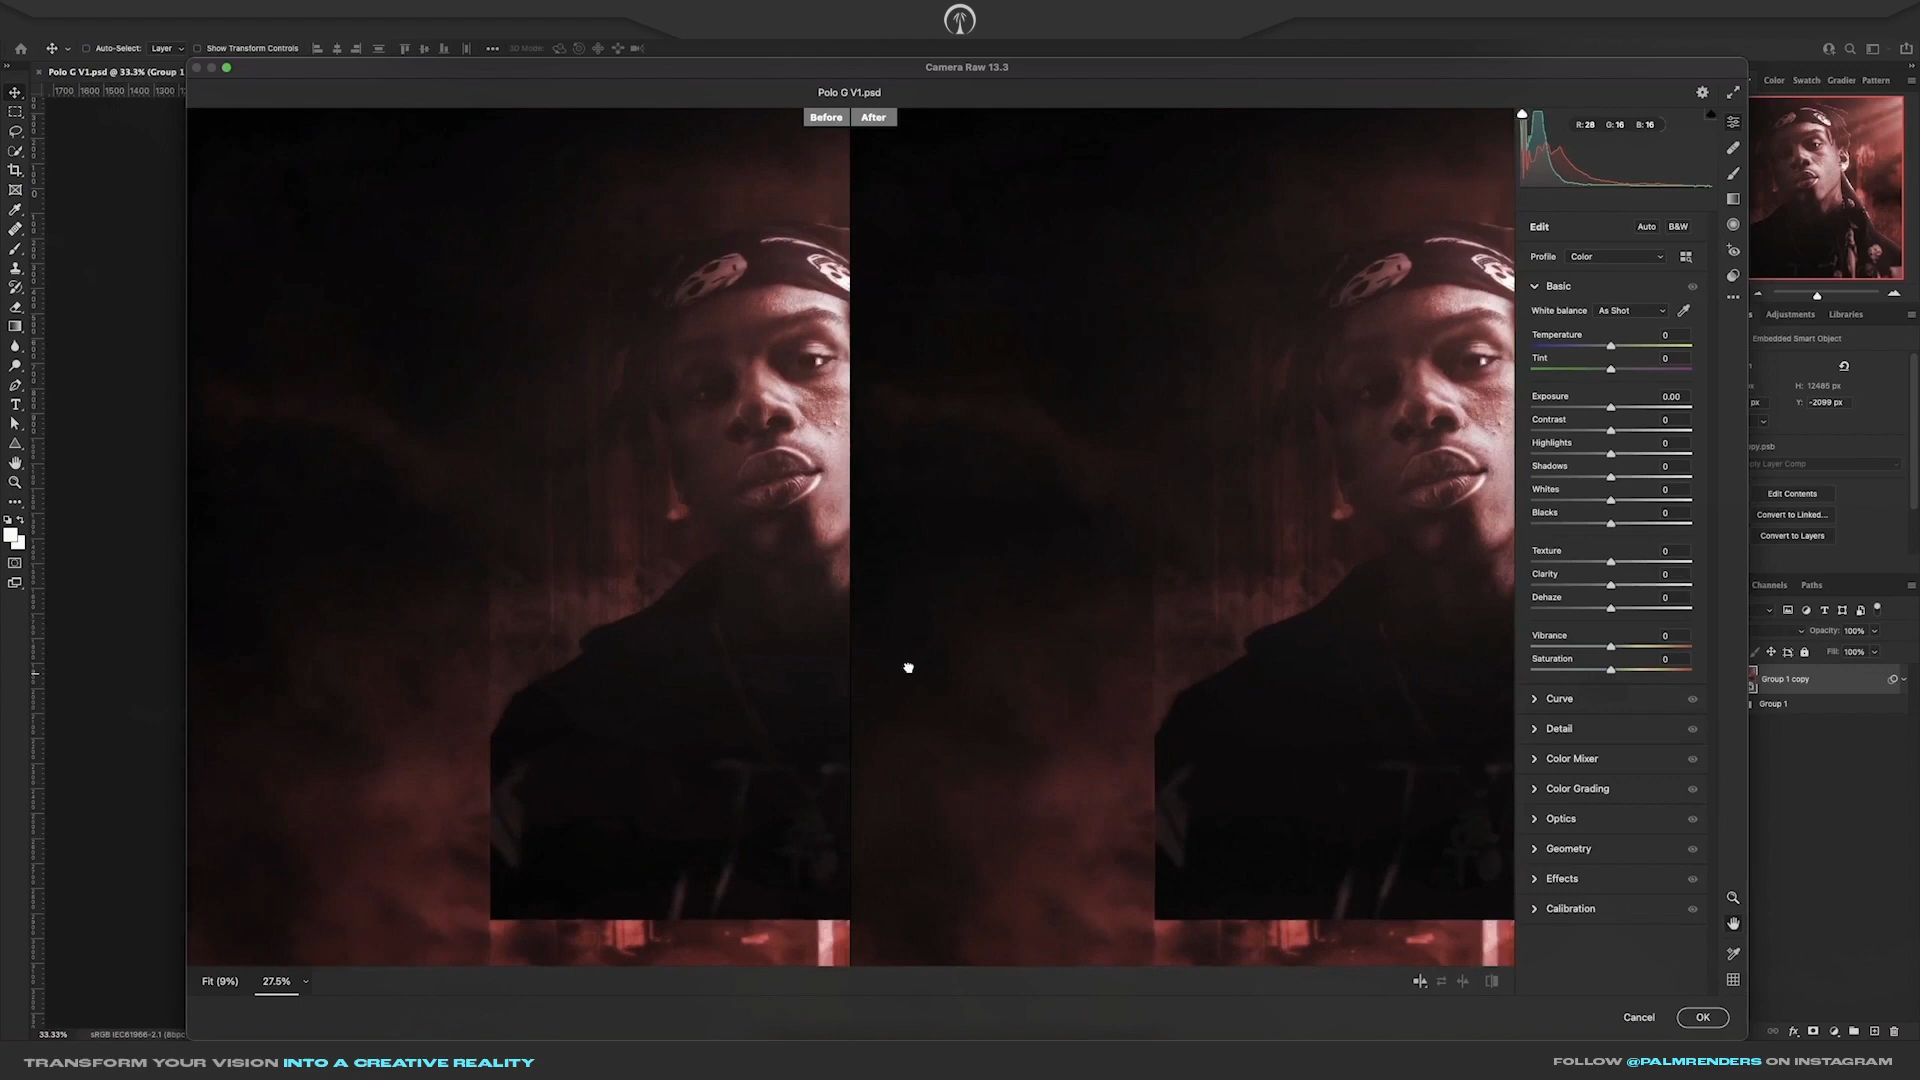 Auto-Select: Layer Show Transform Controls 3D Mode:
Polo G V1.psd @ 33.3% (Group 1
1700 1600 1500 1400 1300
Camera Raw 13.3
Polo G V1.psd
Before After
R: 28 G: 16 B: 16
Edit Auto B&W
Profile Color
Basic
White balance As Shot
Temperature 0
Tint 0
Exposure 0.00
Contrast 0
Highlights 0
Shadows 0
Whites 0
Blacks 0
Texture 0
Clarity 0
Dehaze 0
Vibrance 0
Saturation 0
Curve
Detail
Color Mixer
Color Grading
Optics
Geometry
Effects
Calibration
Fit (9%) 27.5%
Cancel OK
Color Swatch Gradier Pattern
Adjustments Libraries
Embedded Smart Object
H: 12485 px
px Y: -2099 px
opy.psb
ply Layer Comp
Edit Contents
Convert to Linked...
Convert to Layers
Channels Paths
Opacity: 100%
Fill: 100%
Group 1 copy
Group 1
33.33% sRGB IEC61966-2.1 (8bpc
TRANSFORM YOUR VISION INTO A CREATIVE REALITY
FOLLOW @PALMRENDERS ON INSTAGRAM